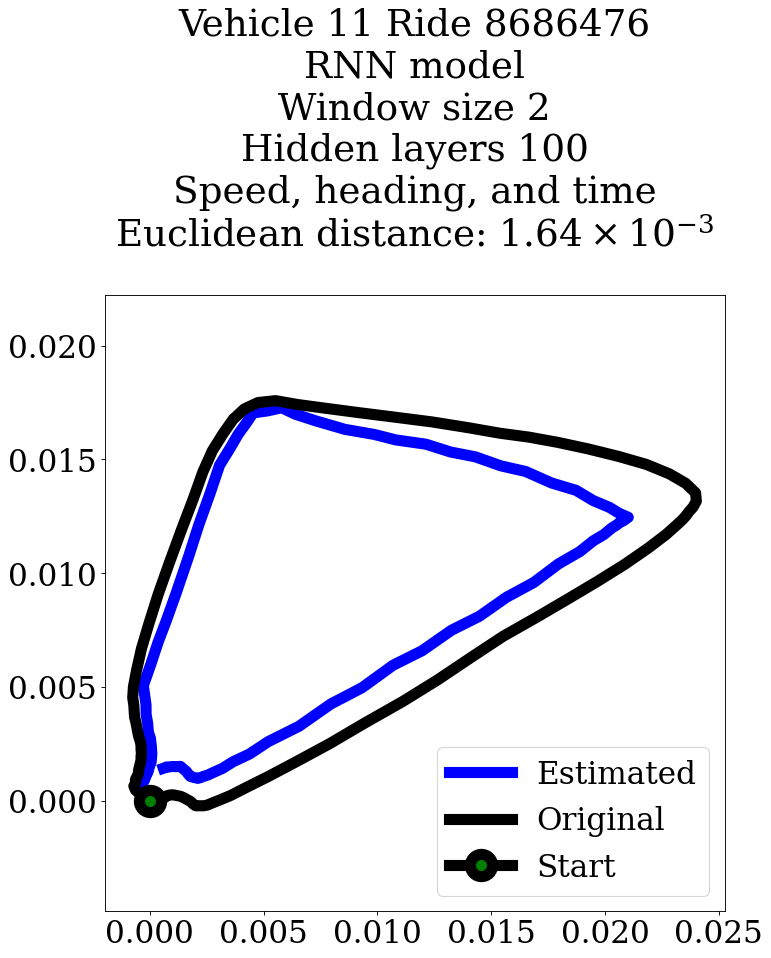 Vehicle 11 Ride 8686476
RNN model
Window size 2
Hidden layers 100
Speed, heading, and time
Euclidean distance: 1.64 × 10⁻³
0.020
0.015
0.010
0.005
0.000
Estimated
Original
Start
0.000 0.005 0.010 0.015 0.020 0.025